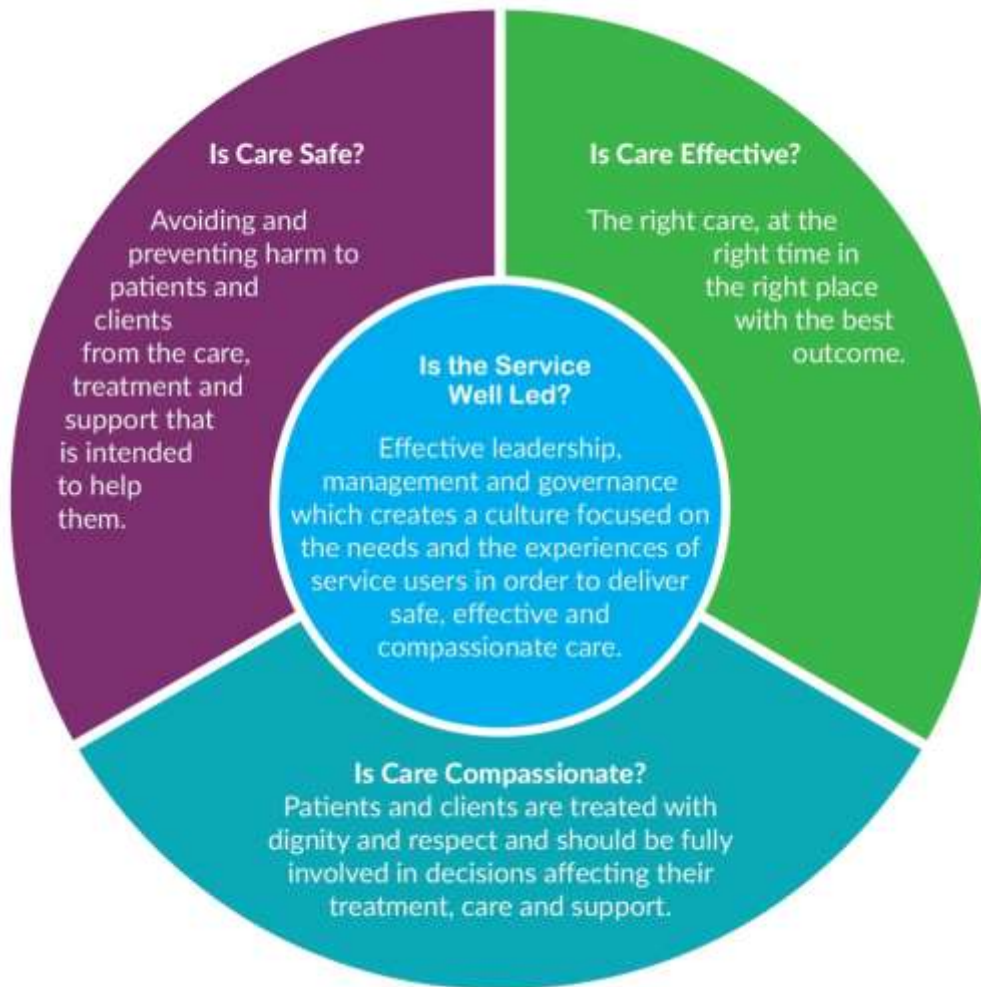 Is Care Safe?
Avoiding and
preventing harm to
patients and
clients
from the care,
treatment and
support that
is intended
to help
them.
Is Care Effective?
The right care, at the
right time in
the right place
with the best
outcome.
Is the Service
Well Led?
Effective leadership,
management and governance
which creates a culture focused on
the needs and the experiences of
service users in order to deliver
safe, effective and
compassionate care.
Is Care Compassionate?
Patients and clients are treated with
dignity and respect and should be fully
involved in decisions affecting their
treatment, care and support.